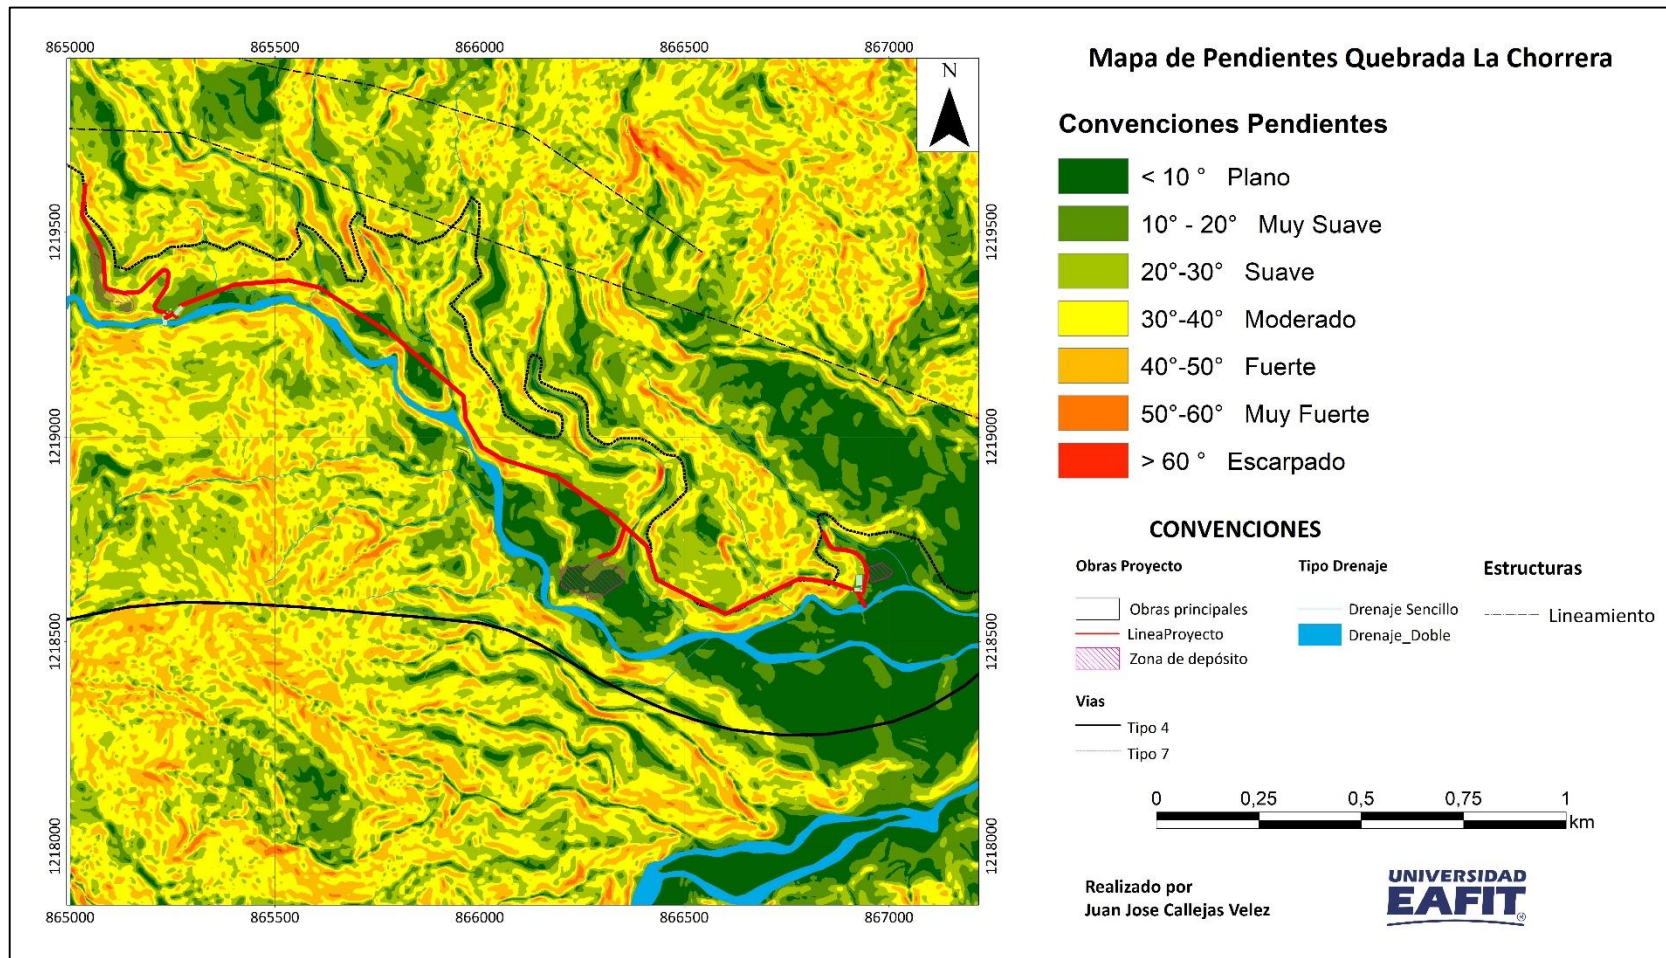 865000 865500 866000 866500 867000
N
1219500
1219000
1218500
1218000
1219500
1219000
1218500
1218000
865000 865500 866000 866500 867000
Mapa de Pendientes Quebrada La Chorrera
Convenciones Pendientes
< 10 ° Plano
10° - 20° Muy Suave
20°-30° Suave
30°-40° Moderado
40°-50° Fuerte
50°-60° Muy Fuerte
> 60 ° Escarpado
CONVENCIONES
Obras Proyecto
Obras principales
LineaProyecto
Zona de depósito
Vias
Tipo 4
Tipo 7
Tipo Drenaje
Drenaje Sencillo
Drenaje_Doble
Estructuras
Lineamiento
0 0,25 0,5 0,75 1
km
Realizado por
Juan Jose Callejas Velez
UNIVERSIDAD
EAFIT®